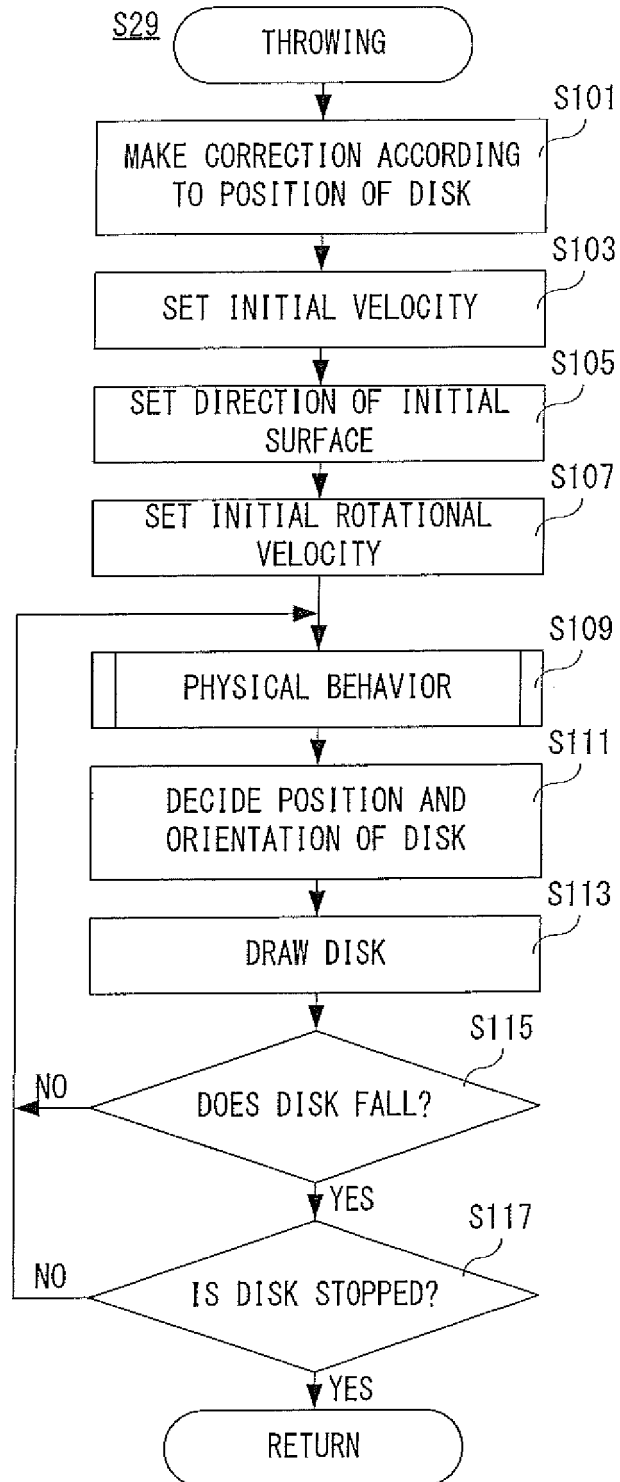 S29
THROWING
S101
MAKE CORRECTION ACCORDING
TO POSITION OF DISK
S103
SET INITIAL VELOCITY
S105
SET DIRECTION OF INITIAL
SURFACE
S107
SET INITIAL ROTATIONAL
VELOCITY
S109
PHYSICAL BEHAVIOR
S111
DECIDE POSITION AND
ORIENTATION OF DISK
S113
DRAW DISK
S115
NO
DOES DISK FALL?
YES
S117
NO
IS DISK STOPPED?
YES
RETURN